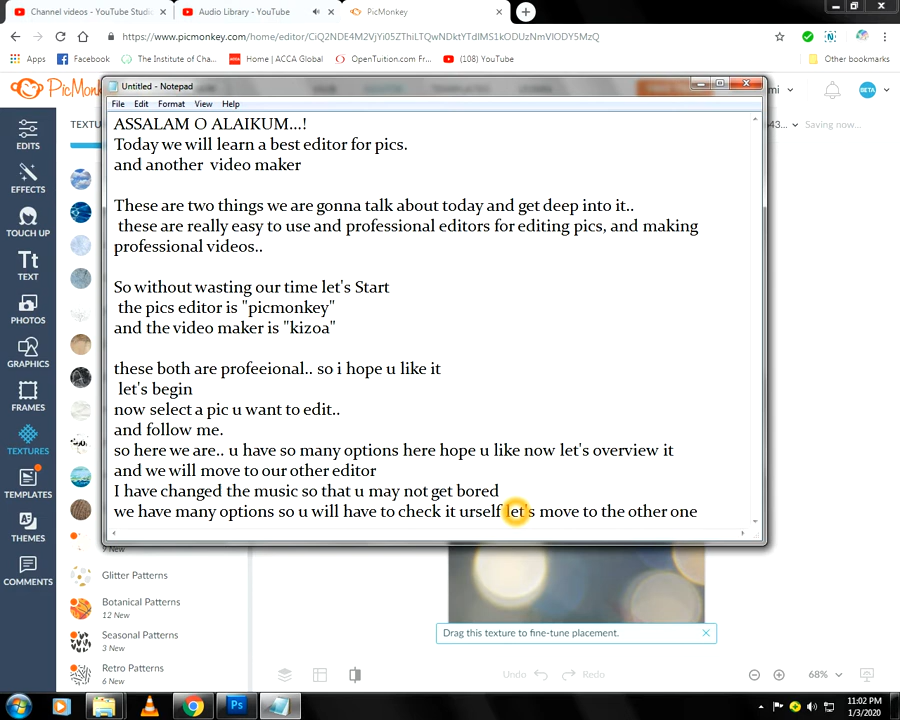 Channel videos - YouTube Studi
Audio Library - YouTube
PicMonkey
https://www.picmonkey.com/home/editor/CiQ2NDE4M2VjYi05ZThiLTQwNDktYTdlMS1kODUzNmVlODY5MzQ
Apps
Facebook
The Institute of Cha...
Home | ACCA Global
OpenTuition.com Fr...
(108) YouTube
Other bookmarks
PicMonk
BETA
Saving now...
Untitled - Notepad
File Edit Format View Help
ASSALAM O ALAIKUM...!
Today we will learn a best editor for pics.
and another video maker
These are two things we are gonna talk about today and get deep into it..
these are really easy to use and professional editors for editing pics, and making
professional videos..
So without wasting our time let's Start
the pics editor is "picmonkey"
and the video maker is "kizoa"
these both are profeeional.. so i hope u like it
let's begin
now select a pic u want to edit..
and follow me.
so here we are.. u have so many options here hope u like now let's overview it
and we will move to our other editor
I have changed the music so that u may not get bored
we have many options so u will have to check it urself let's move to the other one
EDITS
EFFECTS
TOUCH UP
Tt
TEXT
PHOTOS
GRAPHICS
FRAMES
TEXTURES
TEMPLATES
THEMES
COMMENTS
TEXTU
9 New
Glitter Patterns
Botanical Patterns
12 New
Seasonal Patterns
3 New
Retro Patterns
6 New
Drag this texture to fine-tune placement.
Undo
Redo
68%
Ps
11:02 PM
1/3/2020